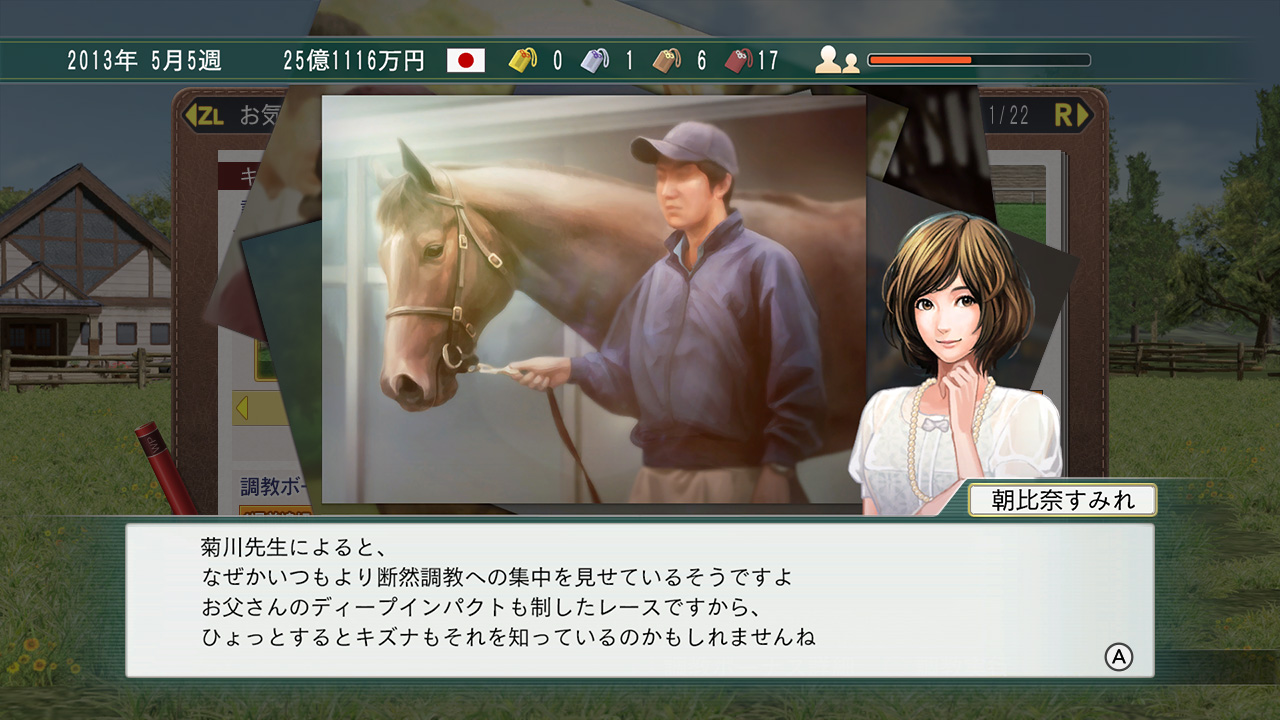 2013年 5月5週 25億1116万円 0 1 6 17
ZL お気 1/22 R
キ
調教ボ
朝比奈すみれ
菊川先生によると、
なぜかいつもより断然調教への集中を見せているそうですよ
お父さんのディープインパクトも制したレースですから、
ひょっとするとキズナもそれを知っているのかもしれませんね
A